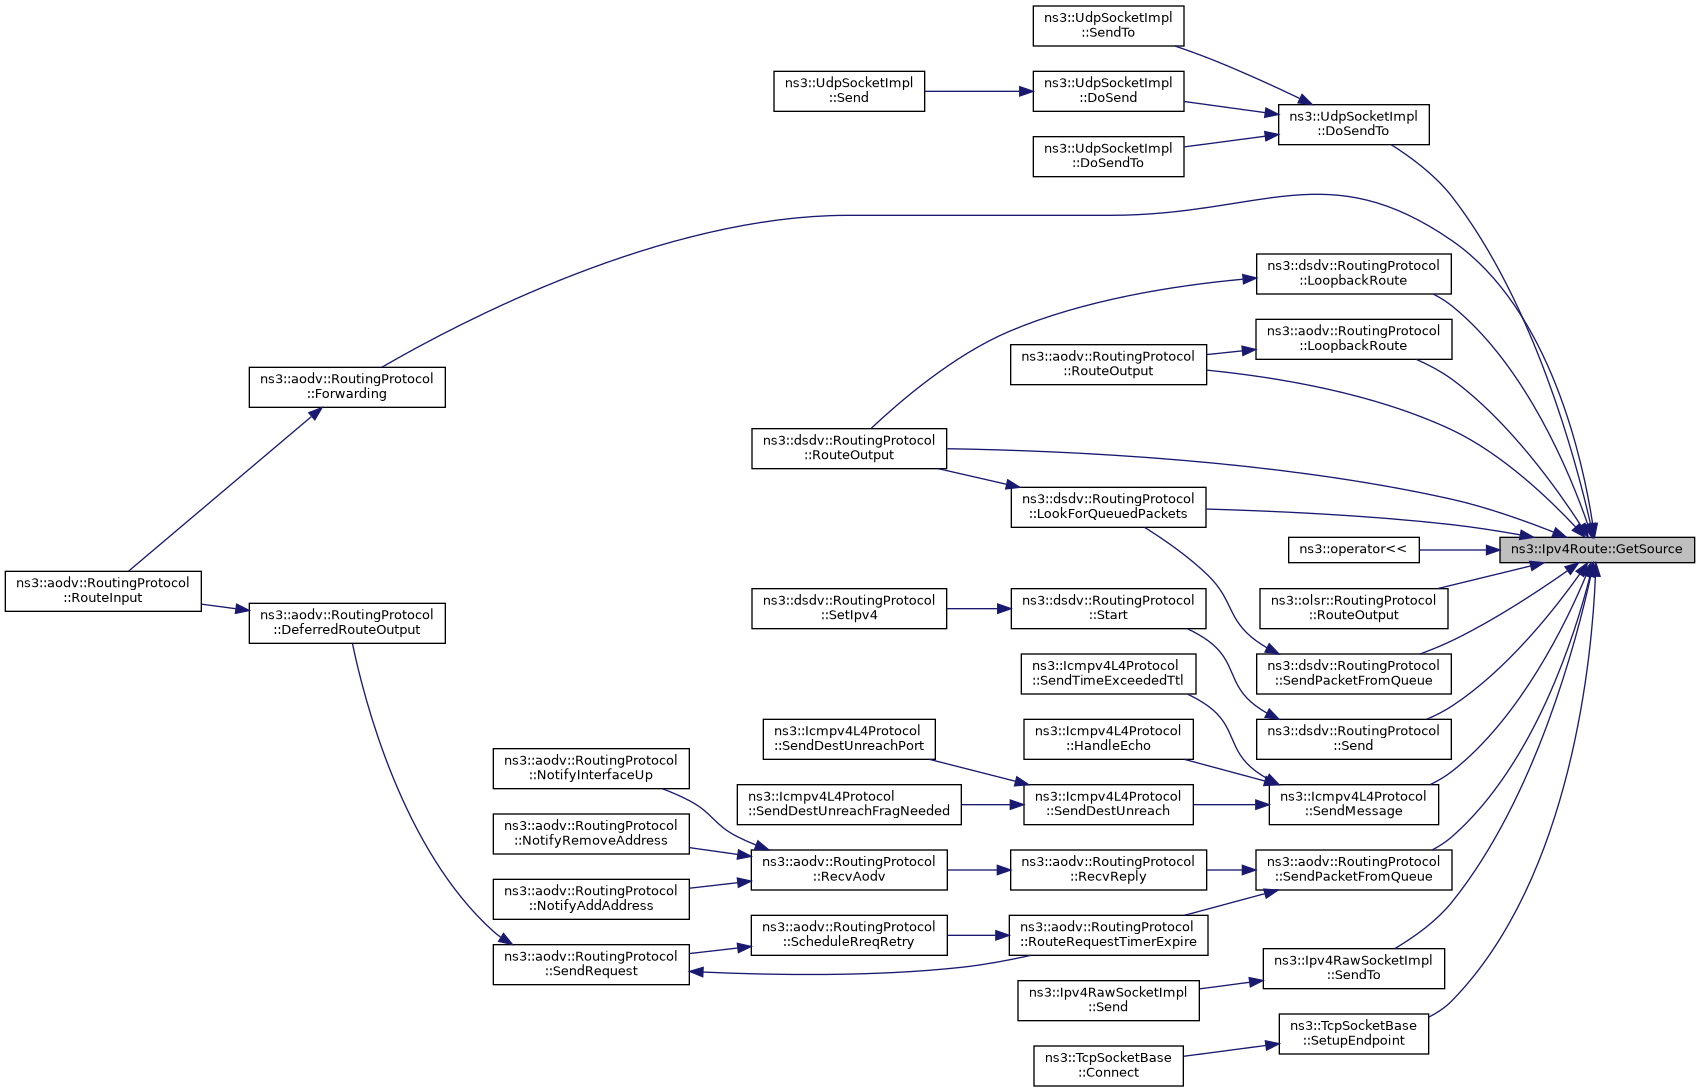 ns3::UdpSocketImpl
::SendTo
ns3::UdpSocketImpl
::Send
ns3::UdpSocketImpl
::DoSend
ns3::UdpSocketImpl
::DoSendTo
ns3::UdpSocketImpl
::DoSendTo
ns3::dsdv::RoutingProtocol
::LoopbackRoute
ns3::aodv::RoutingProtocol
::LoopbackRoute
ns3::aodv::RoutingProtocol
::RouteOutput
ns3::aodv::RoutingProtocol
::Forwarding
ns3::dsdv::RoutingProtocol
::RouteOutput
ns3::dsdv::RoutingProtocol
::LookForQueuedPackets
ns3::operator<<
ns3::Ipv4Route::GetSource
ns3::aodv::RoutingProtocol
::RouteInput
ns3::aodv::RoutingProtocol
::DeferredRouteOutput
ns3::dsdv::RoutingProtocol
::SetIpv4
ns3::dsdv::RoutingProtocol
::Start
ns3::olsr::RoutingProtocol
::RouteOutput
ns3::Icmpv4L4Protocol
::SendTimeExceededTtl
ns3::dsdv::RoutingProtocol
::SendPacketFromQueue
ns3::Icmpv4L4Protocol
::SendDestUnreachPort
ns3::Icmpv4L4Protocol
::HandleEcho
ns3::dsdv::RoutingProtocol
::Send
ns3::aodv::RoutingProtocol
::NotifyInterfaceUp
ns3::Icmpv4L4Protocol
::SendDestUnreachFragNeeded
ns3::Icmpv4L4Protocol
::SendDestUnreach
ns3::Icmpv4L4Protocol
::SendMessage
ns3::aodv::RoutingProtocol
::NotifyRemoveAddress
ns3::aodv::RoutingProtocol
::RecvAodv
ns3::aodv::RoutingProtocol
::RecvReply
ns3::aodv::RoutingProtocol
::SendPacketFromQueue
ns3::aodv::RoutingProtocol
::NotifyAddAddress
ns3::aodv::RoutingProtocol
::ScheduleRreqRetry
ns3::aodv::RoutingProtocol
::RouteRequestTimerExpire
ns3::aodv::RoutingProtocol
::SendRequest
ns3::Ipv4RawSocketImpl
::SendTo
ns3::Ipv4RawSocketImpl
::Send
ns3::TcpSocketBase
::SetupEndpoint
ns3::TcpSocketBase
::Connect